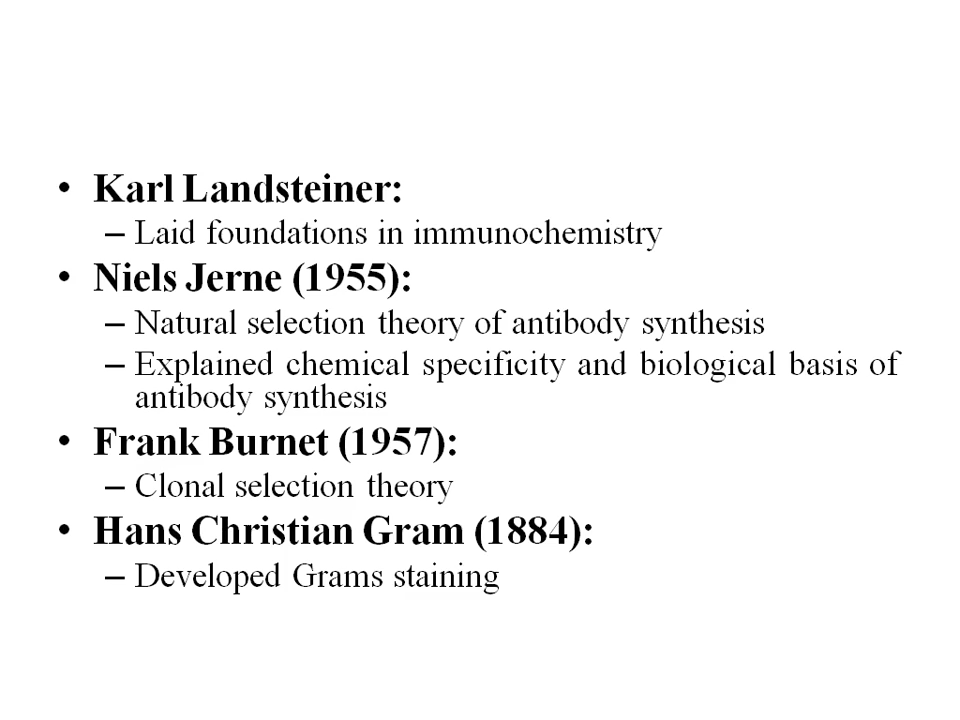 • Karl Landsteiner:
– Laid foundations in immunochemistry
• Niels Jerne (1955):
– Natural selection theory of antibody synthesis
– Explained chemical specificity and biological basis of
antibody synthesis
• Frank Burnet (1957):
– Clonal selection theory
• Hans Christian Gram (1884):
– Developed Grams staining